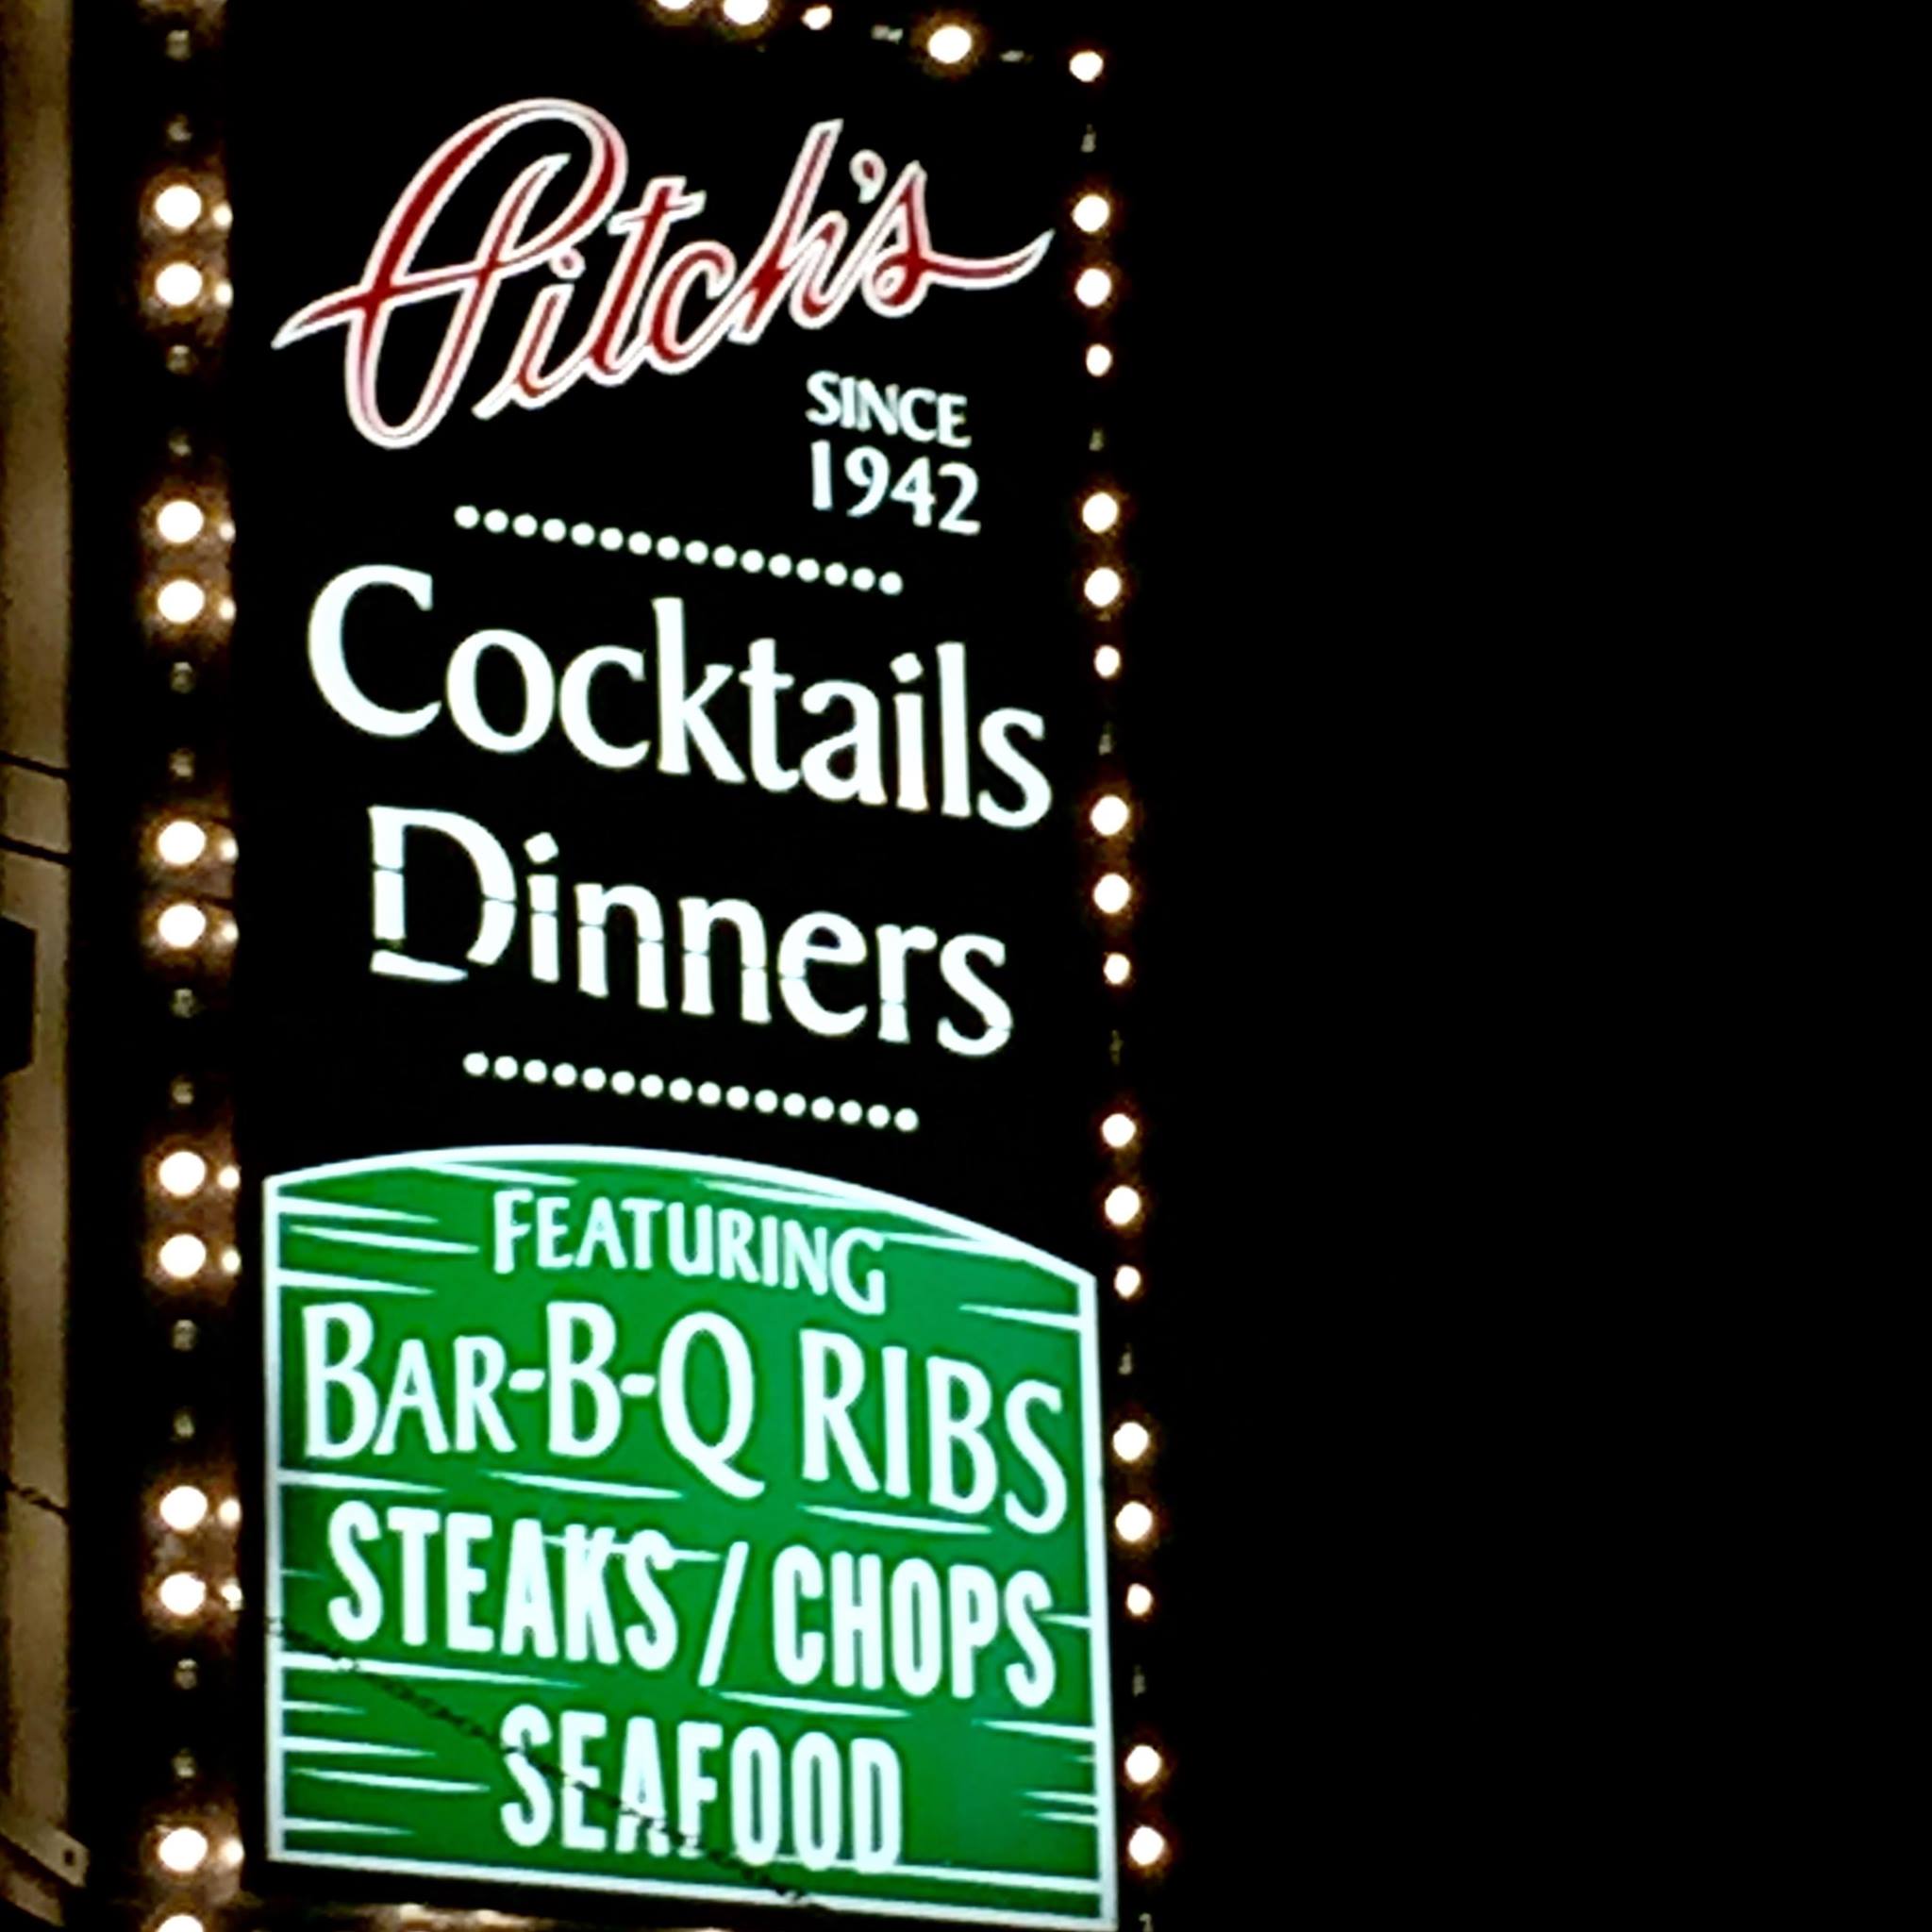 Pitch's
SINCE
1942
Cocktails
Dinners
FEATURING
BAR-B-Q RIBS
STEAKS / CHOPS
SEAFOOD